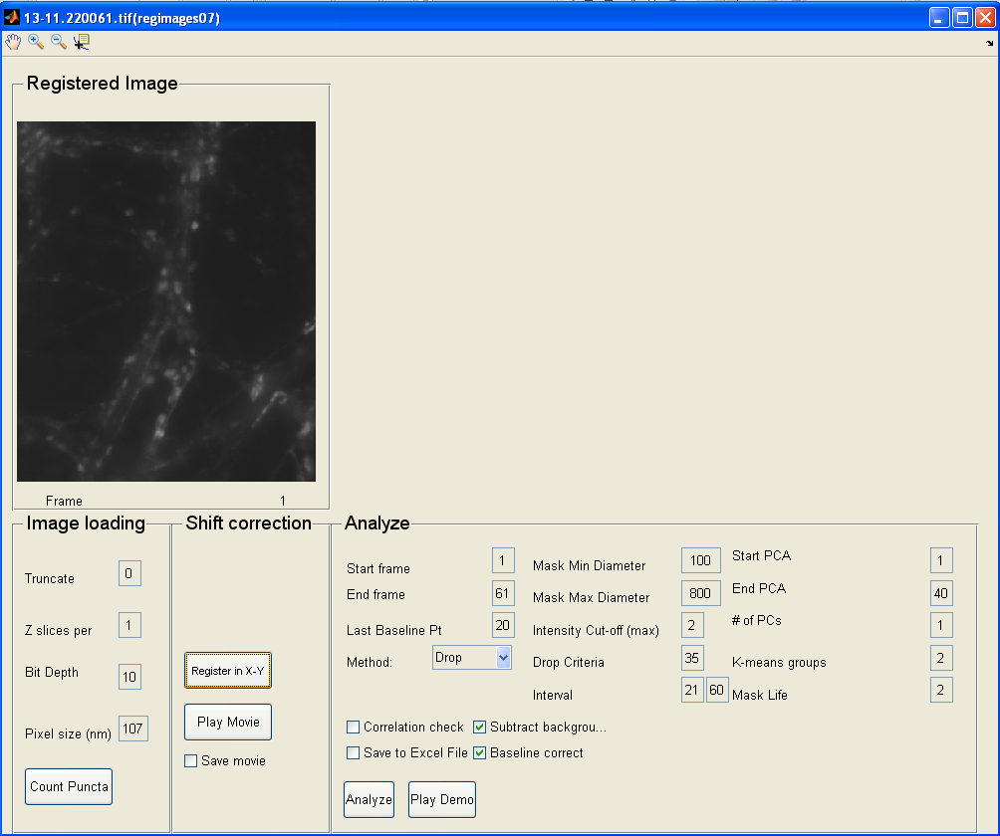 13-11.220061.tif(regimages07)
Registered Image
Frame 1
Image loading
Truncate 0
Z slices per 1
Bit Depth 10
Pixel size (nm) 107
Count Puncta
Shift correction
Register in X-Y
Play Movie
Save movie
Analyze
Start frame 1
End frame 61
Last Baseline Pt 20
Method: Drop
Mask Min Diameter 100
Mask Max Diameter 800
Intensity Cut-off (max) 2
Drop Criteria 35
Interval 21 60
Start PCA 1
End PCA 40
# of PCs 1
K-means groups 2
Mask Life 2
Correlation check Subtract backgrou...
Save to Excel File Baseline correct
Analyze Play Demo